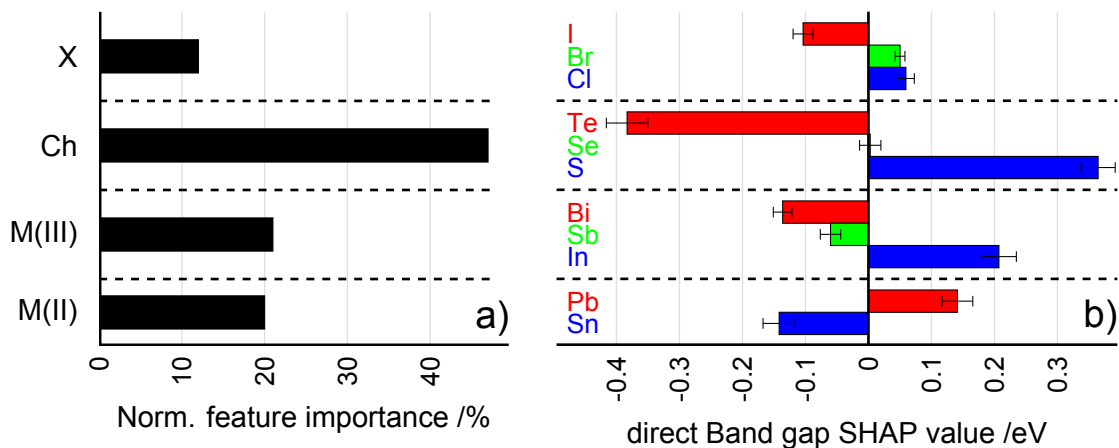 X
Ch
M(III)
M(II)
a)
0
10
20
30
40
Norm. feature importance /%
I
Br
Cl
Te
Se
S
Bi
Sb
In
Pb
Sn
b)
-0.4
-0.3
-0.2
-0.1
0
0.1
0.2
0.3
direct Band gap SHAP value /eV